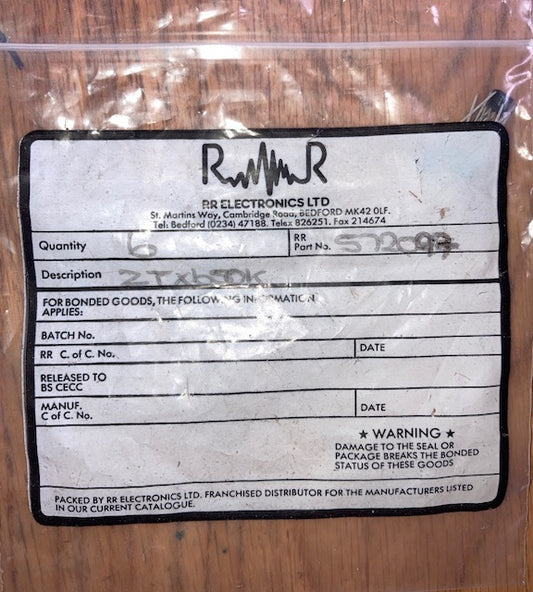 R R
RR ELECTRONICS LTD
St. Martins Way, Cambridge Road, BEDFORD MK42 0LF.
Tel: Bedford (0234) 47188. Telex 826251. Fax 214674
Quantity 6 RR Part No. 572097
Description ZTX650K
FOR BONDED GOODS, THE FOLLOWING INFORMATION
APPLIES:
BATCH No.
RR C. of C. No. DATE
RELEASED TO
BS CECC
MANUF.
C of C. No. DATE
★ WARNING ★
DAMAGE TO THE SEAL OR
PACKAGE BREAKS THE BONDED
STATUS OF THESE GOODS
PACKED BY RR ELECTRONICS LTD. FRANCHISED DISTRIBUTOR FOR THE MANUFACTURERS LISTED
IN OUR CURRENT CATALOGUE.